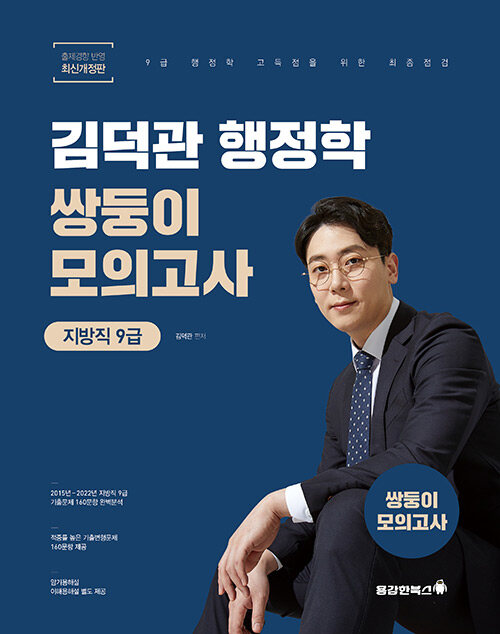 출제경향 반영
최신개정판
9급 행정학 고득점을 위한 최종점검
김덕관 행정학
쌍둥이
모의고사
지방직 9급
김덕관 편저
2015년~2022년 지방직 9급
기출문제 160문항 완벽분석
적중률 높은 기출변형문제
160문항 제공
암기용해설
이해용해설 별도 제공
쌍둥이
모의고사
용감한북스